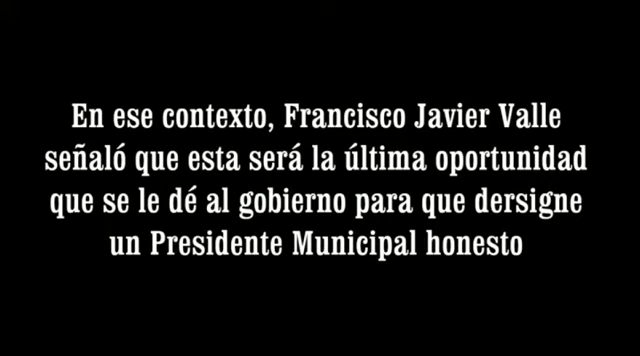 En ese contexto, Francisco Javier Valle
señaló que esta será la última oportunidad
que se le dé al gobierno para que dersigne
un Presidente Municipal honesto